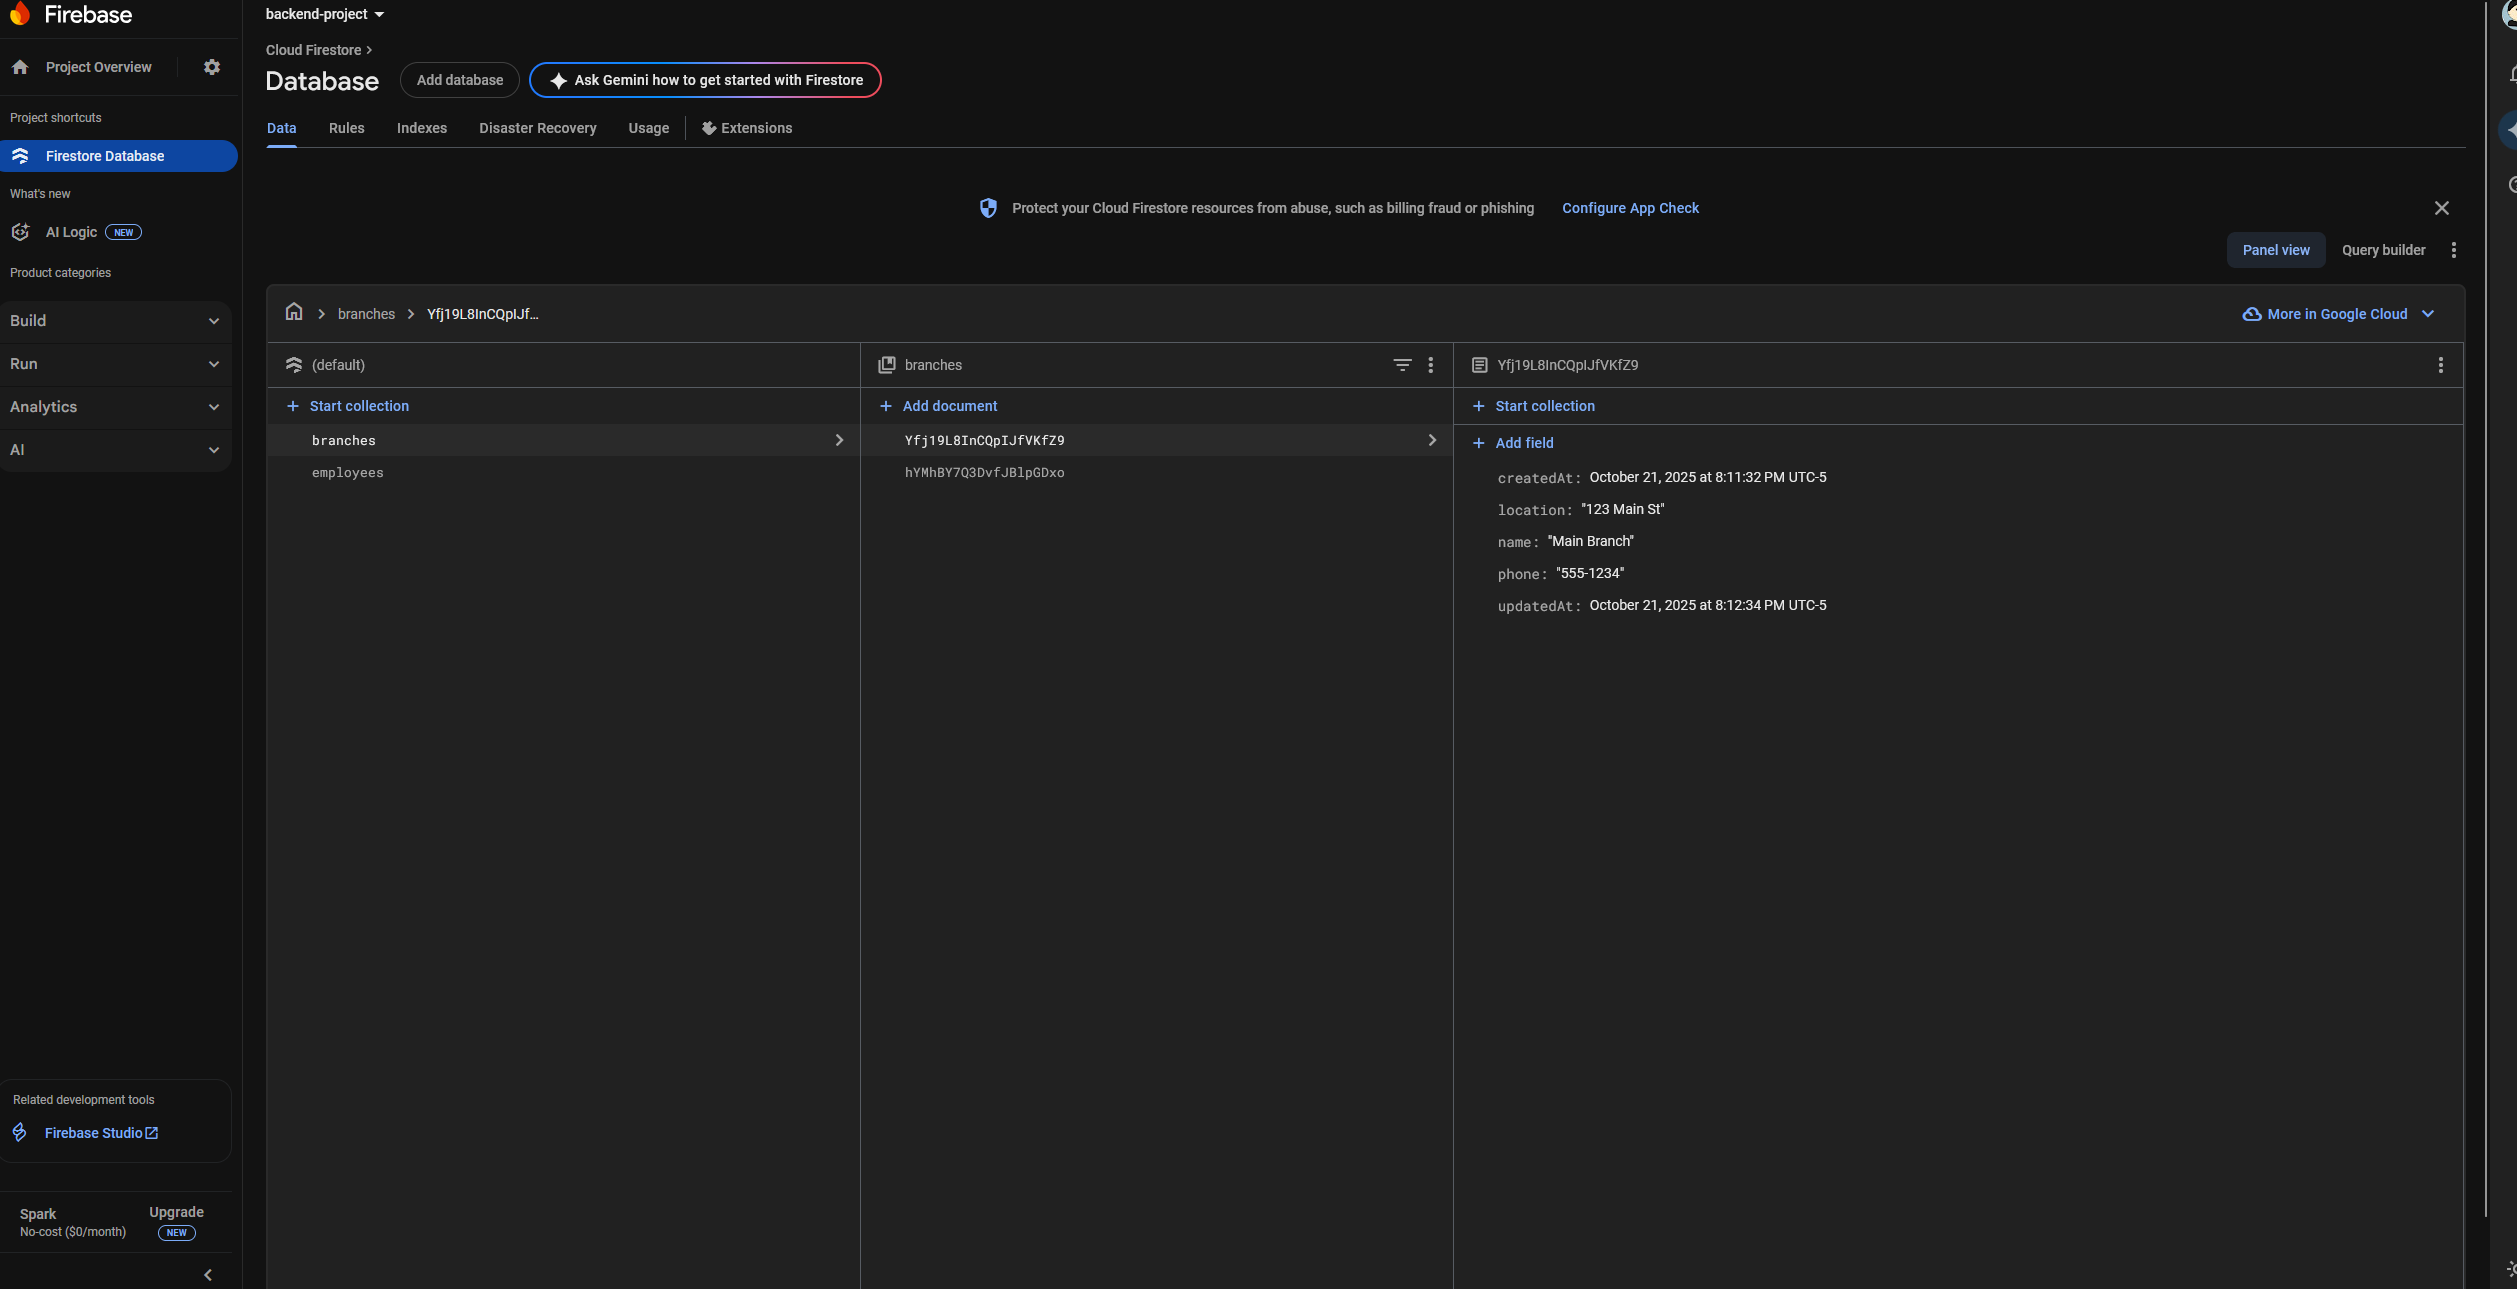 Firebase
Project Overview
Project shortcuts
Firestore Database
What's new
AI Logic NEW
Product categories
Build
Run
Analytics
AI
Related development tools
Firebase Studio
Spark
No-cost ($0/month)
Upgrade
NEW
backend-project
Cloud Firestore
Database
Add database
Ask Gemini how to get started with Firestore
Data Rules Indexes Disaster Recovery Usage Extensions
Protect your Cloud Firestore resources from abuse, such as billing fraud or phishing Configure App Check
Panel view Query builder
branches Yfj19L8InCQpIJf...
More in Google Cloud
(default)
Start collection
branches
employees
branches
Add document
Yfj19L8InCQpIJfVKfZ9
hYMhBY7Q3DvfJBlpGDxo
Yfj19L8InCQpIJfVKfZ9
Start collection
Add field
createdAt: October 21, 2025 at 8:11:32 PM UTC-5
location: "123 Main St"
name: "Main Branch"
phone: "555-1234"
updatedAt: October 21, 2025 at 8:12:34 PM UTC-5